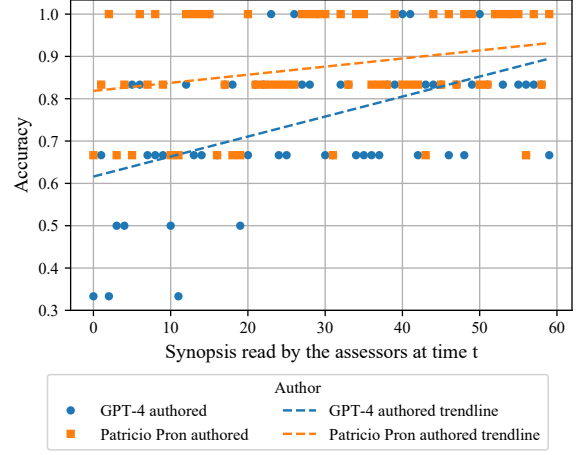 1.0
0.9
0.8
0.7
0.6
0.5
0.4
0.3
Accuracy
0 10 20 30 40 50 60
Synopsis read by the assessors at time t
Author
GPT-4 authored GPT-4 authored trendline
Patricio Pron authored Patricio Pron authored trendline